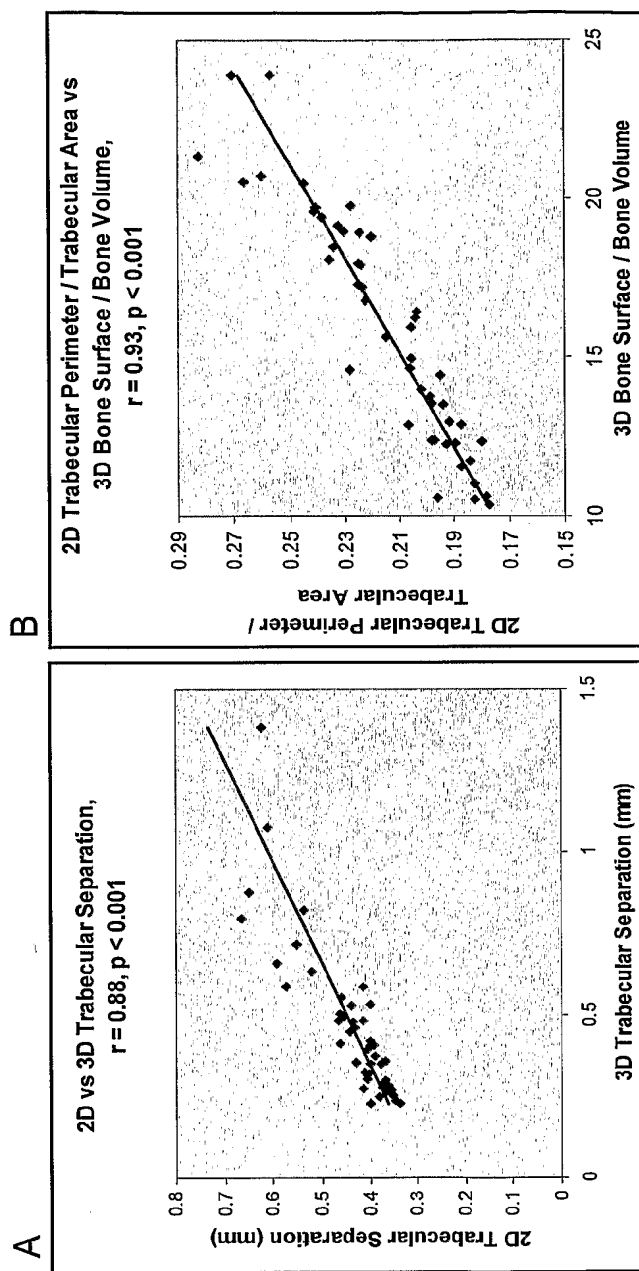 A
2D vs 3D Trabecular Separation,
r = 0.88, p < 0.001
2D Trabecular Separation (mm)
0.8
0.7
0.6
0.5
0.4
0.3
0.2
0.1
0
0
0.5
1
1.5
3D Trabecular Separation (mm)
B
2D Trabecular Perimeter / Trabecular Area vs
3D Bone Surface / Bone Volume,
r = 0.93, p < 0.001
2D Trabecular Perimeter /
Trabecular Area
0.29
0.27
0.25
0.23
0.21
0.19
0.17
0.15
10
15
20
25
3D Bone Surface / Bone Volume